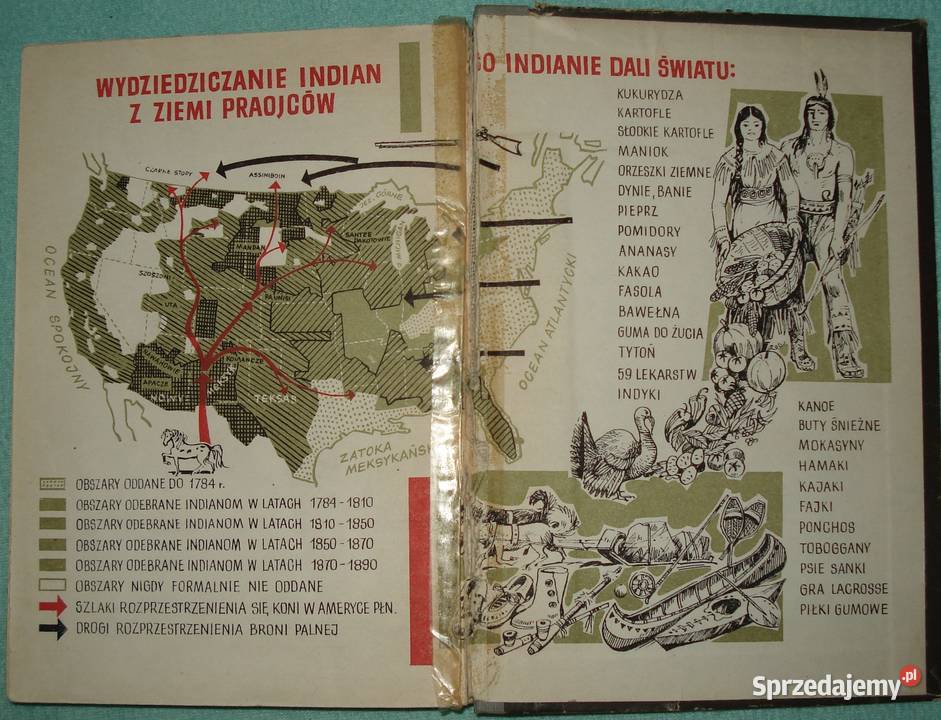 WYDZIEDZICZANIE INDIAN
Z ZIEMI PRAOJCÓW
CZARNE STOPY
ASSINIBOIN
JEZ. GÓRNE
SANTEE
DAKOTOWIE
MANDAN
SZOSZONI
UTA
PAUNISI
KOMANCZE
APACZE
TEKSAS
OCEAN SPOKOJNY
ZATOKA
MEKSYKAŃSK
OCEAN ATLANTYCKI
OBSZARY ODDANE DO 1784 r.
OBSZARY ODEBRANE INDIANOM W LATACH 1784-1810
OBSZARY ODEBRANE INDIANOM W LATACH 1810-1850
OBSZARY ODEBRANE INDIANOM W LATACH 1850-1870
OBSZARY ODEBRANE INDIANOM W LATACH 1870-1890
OBSZARY NIGDY FORMALNIE NIE ODDANE
SZLAKI ROZPRZESTRZENIENIA SIĘ KONI W AMERYCE PŁN.
DROGI ROZPRZESTRZENIENIA BRONI PALNEJ
GO INDIANIE DALI ŚWIATU:
KUKURYDZA
KARTOFLE
SŁODKIE KARTOFLE
MANIOK
ORZESZKI ZIEMNE
DYNIE, BANIE
PIEPRZ
POMIDORY
ANANASY
KAKAO
FASOLA
BAWEŁNA
GUMA DO ŻUCIA
TYTOŃ
59 LEKARSTW
INDYKI
KANOE
BUTY ŚNIEŻNE
MOKASYNY
HAMAKI
KAJAKI
FAJKI
PONCHOS
TOBOGGANY
PSIE SANKI
GRA LACROSSE
PIŁKI GUMOWE
Sprzedajemy.pl